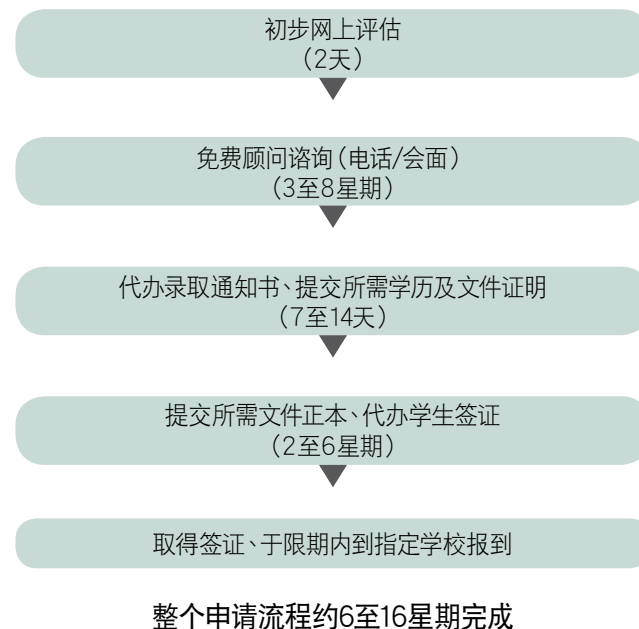 初步网上评估
（2天）
免费顾问谘询（电话/会面）
（3至8星期）
代办录取通知书、提交所需学历及文件证明
（7至14天）
提交所需文件正本、代办学生签证
（2至6星期）
取得签证、于限期内到指定学校报到
整个申请流程约6至16星期完成